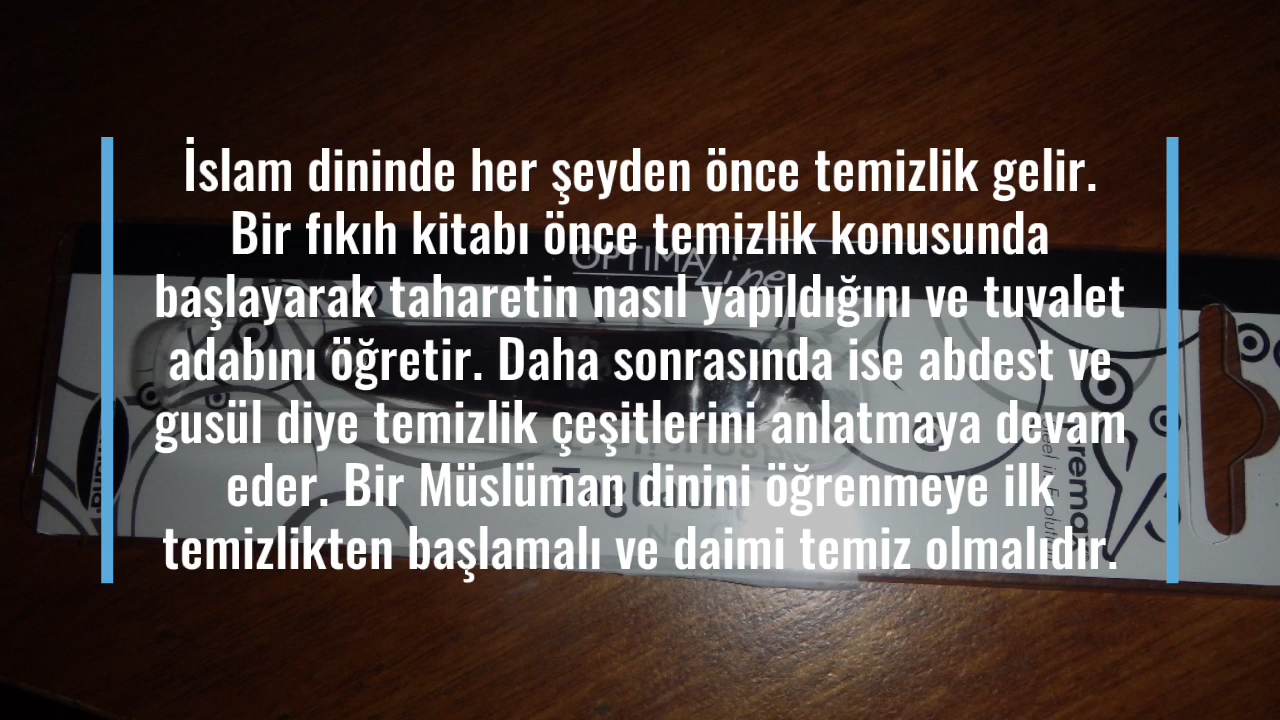 İslam dininde her şeyden önce temizlik gelir.
Bir fıkıh kitabı önce temizlik konusunda
OPTIMA Line
başlayarak taharetin nasıl yapıldığını ve tuvalet
adabını öğretir. Daha sonrasında ise abdest ve
gusül diye temizlik çeşitlerini anlatmaya devam
eder. Bir Müslüman dinini öğrenmeye ilk
temizlikten başlamalı ve daimi temiz olmalıdır.